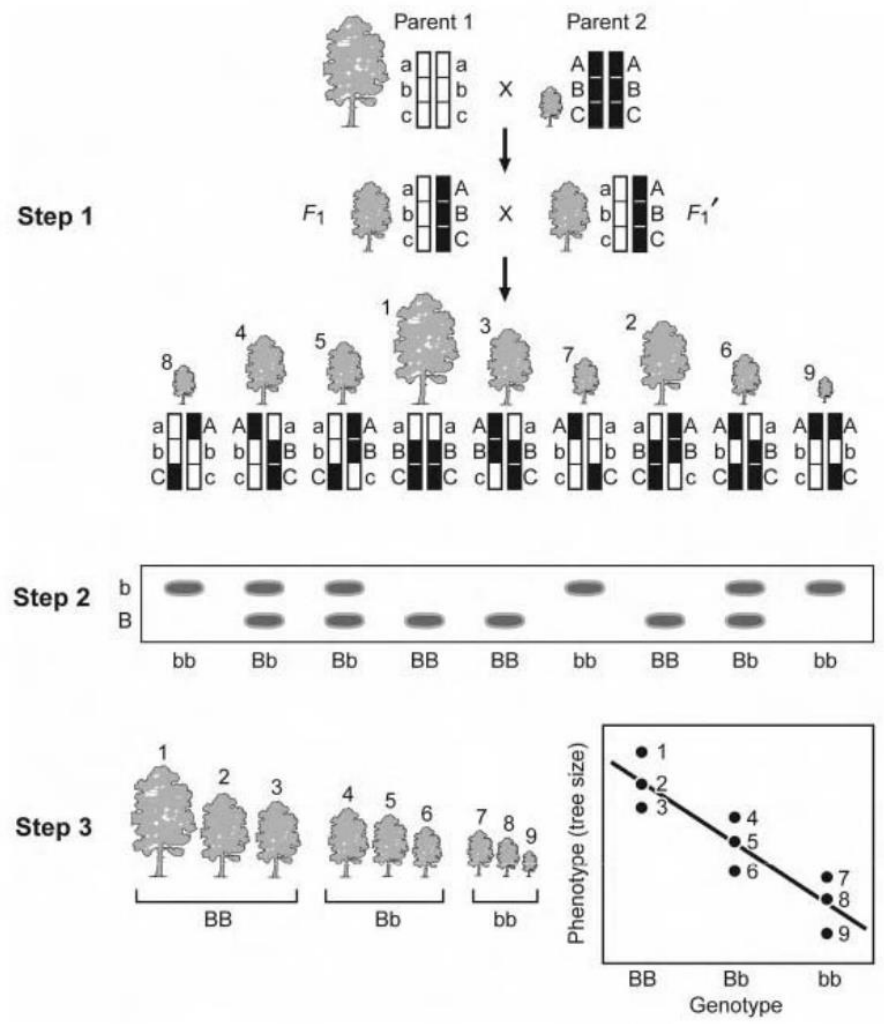 Parent 1 Parent 2
a a A
b b X B B
c c C C
Step 1
F₁ a A X a A F₁′
b B b B
c C c C
8 4 5 1 3 7 2 6 9
a A A a a A a a A a A a a A A a A A
b b b B b B B B B B b b B B b B b b
C c c C C c C C c C c C c C C C c C
Step 2
b
B
bb Bb Bb BB BB bb BB Bb bb
Step 3
1 2 3 4 5 6 7 8 9
BB Bb bb
Phenotype (tree size)
1
2
3
4
5
6
7
8
9
BB Bb bb
Genotype